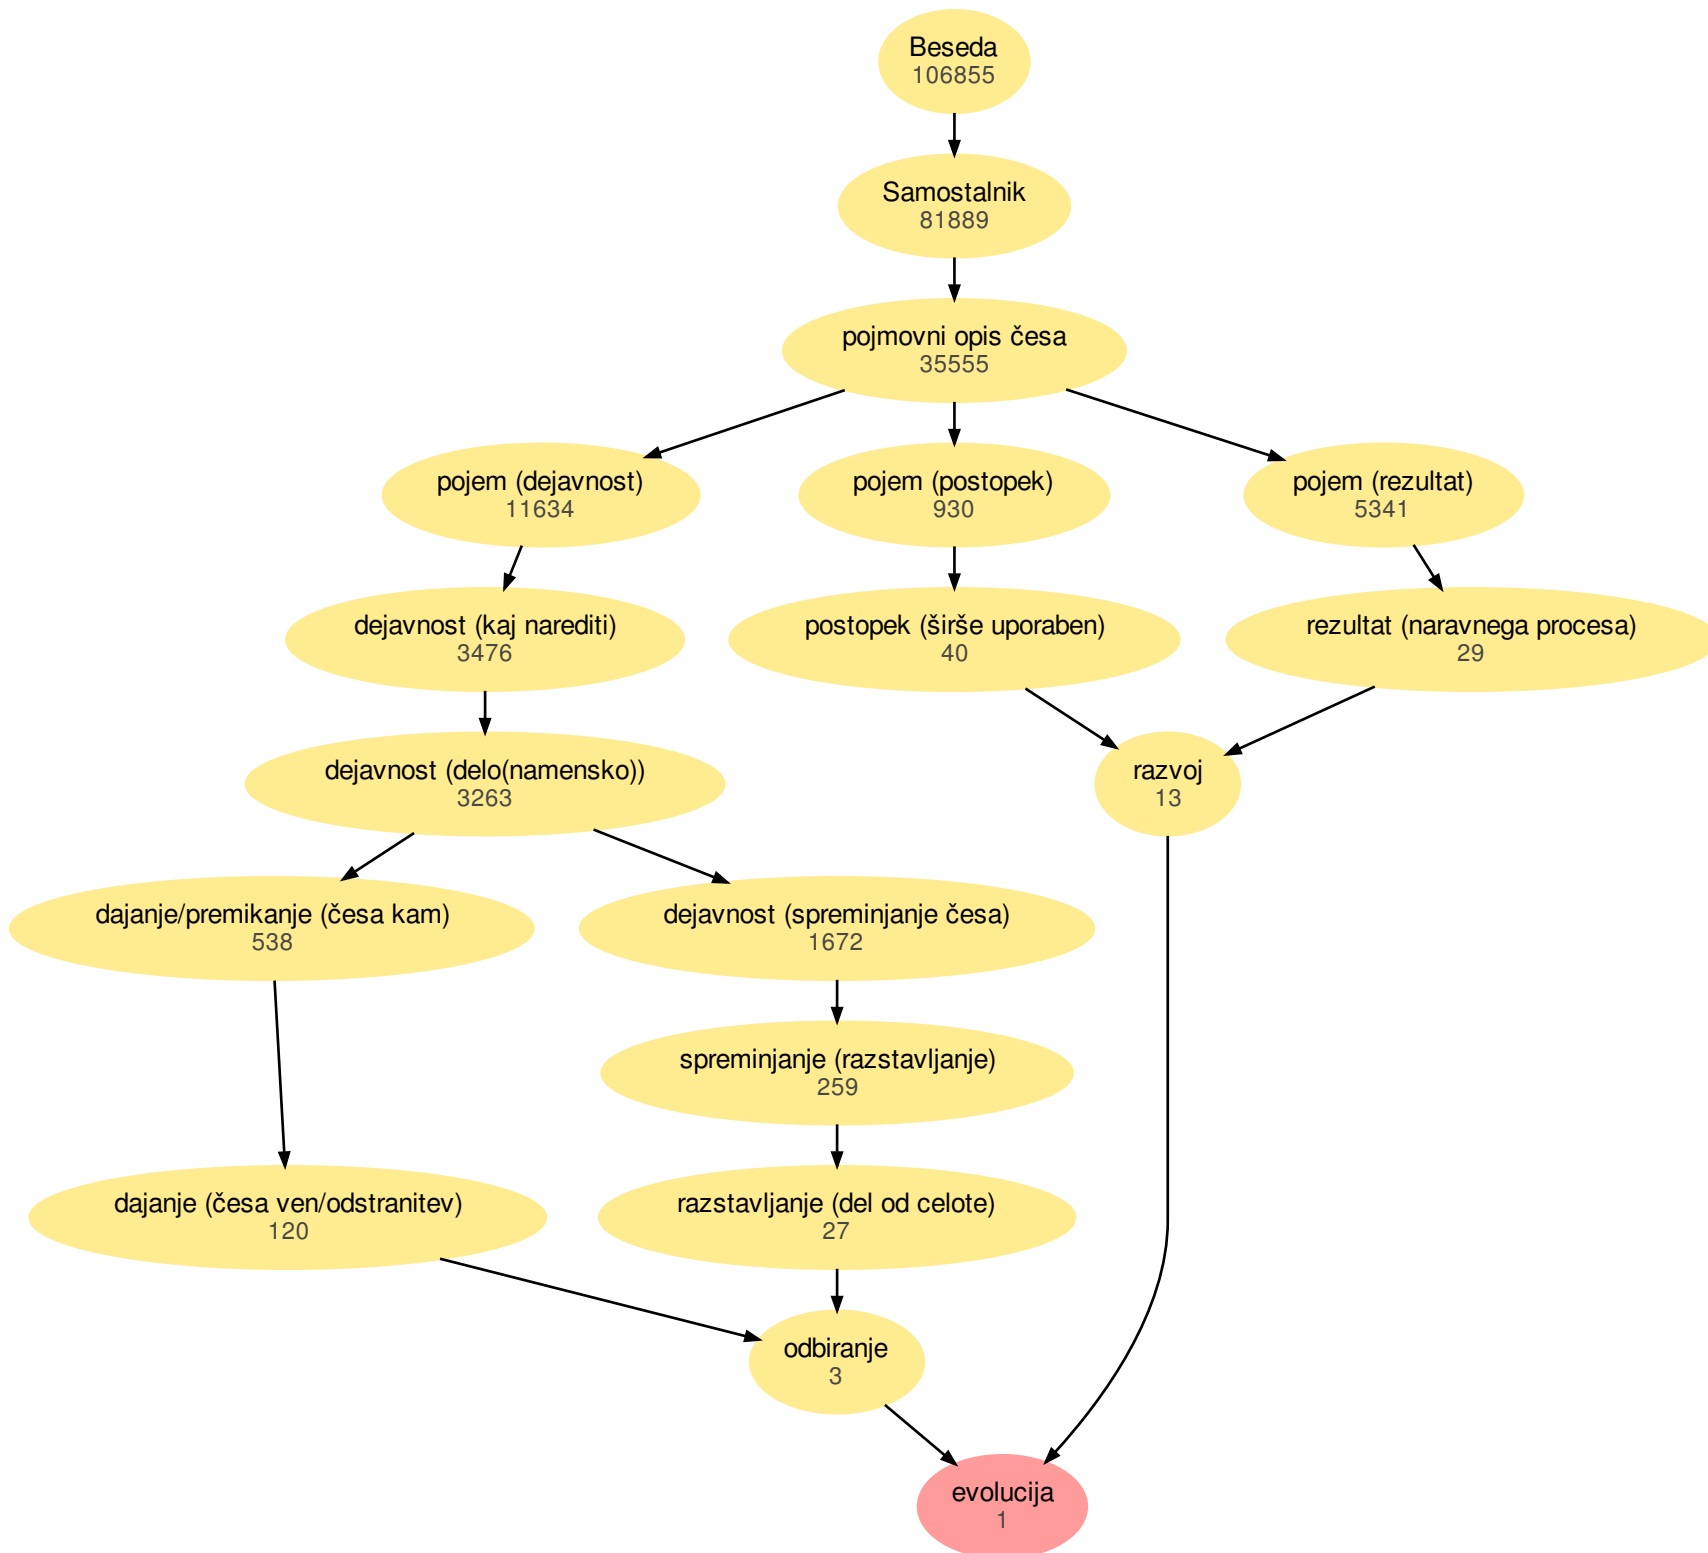 Beseda
106855
Samostalnik
81889
pojmovni opis česa
35555
pojem (dejavnost)
11634
pojem (postopek)
930
pojem (rezultat)
5341
dejavnost (kaj narediti)
3476
postopek (širše uporaben)
40
rezultat (naravnega procesa)
29
dejavnost (delo(namensko))
3263
razvoj
13
dajanje/premikanje (česa kam)
538
dejavnost (spreminjanje česa)
1672
spreminjanje (razstavljanje)
259
dajanje (česa ven/odstranitev)
120
razstavljanje (del od celote)
27
odbiranje
3
evolucija
1